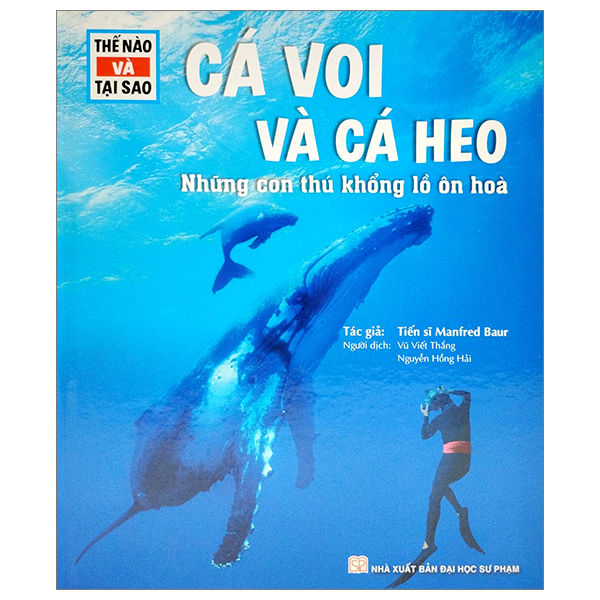 THẾ NÀO
VÀ
TẠI SAO
CÁ VOI
VÀ CÁ HEO
Những con thú khổng lồ ôn hoà
Tác giả: Tiến sĩ Manfred Baur
Người dịch: Vũ Viết Thắng
Nguyễn Hồng Hải
NHÀ XUẤT BẢN ĐẠI HỌC SƯ PHẠM